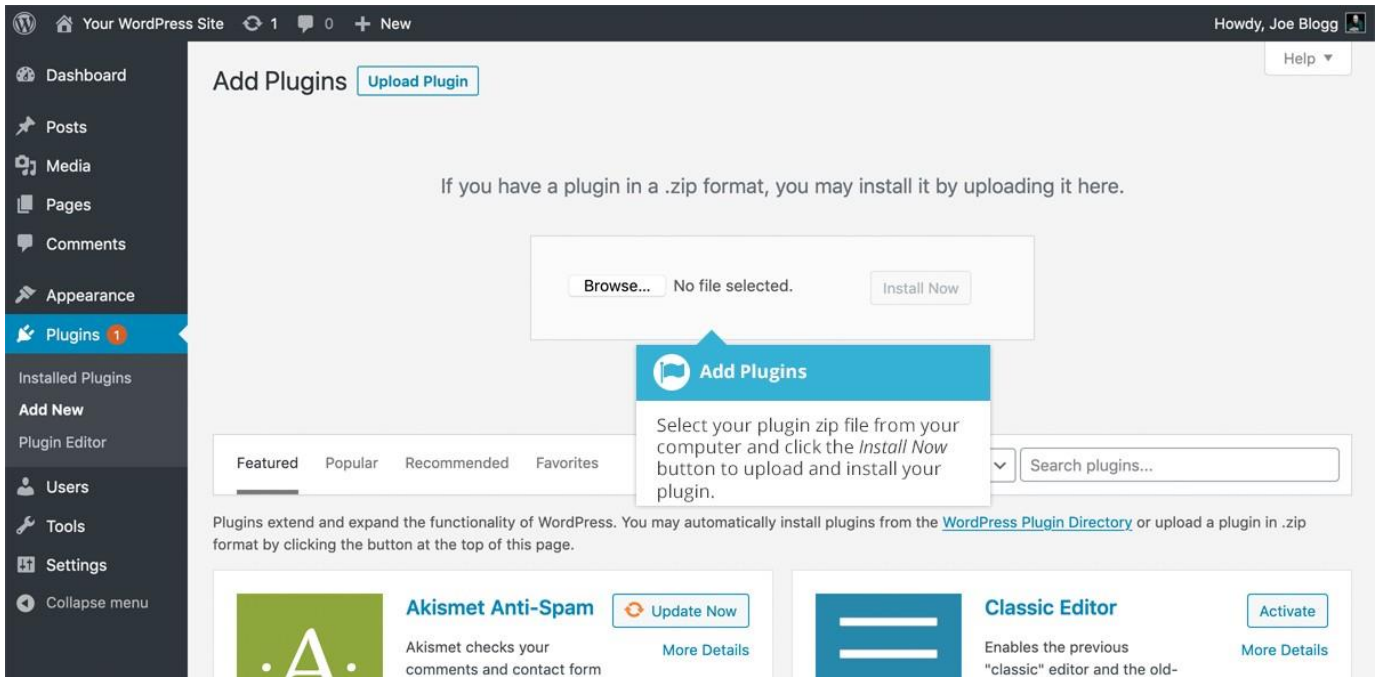 Your WordPress Site 1 0 + New Howdy, Joe Blogg
Help
Dashboard
Posts
Media
Pages
Comments
Appearance
Plugins 1
Installed Plugins
Add New
Plugin Editor
Users
Tools
Settings
Collapse menu
Add Plugins Upload Plugin
If you have a plugin in a .zip format, you may install it by uploading it here.
Browse... No file selected. Install Now
Add Plugins
Select your plugin zip file from your
computer and click the Install Now
button to upload and install your
plugin.
Featured Popular Recommended Favorites Search plugins...
Plugins extend and expand the functionality of WordPress. You may automatically install plugins from the WordPress Plugin Directory or upload a plugin in .zip
format by clicking the button at the top of this page.
A
Akismet Anti-Spam Update Now
Akismet checks your More Details
comments and contact form
Classic Editor Activate
Enables the previous More Details
"classic" editor and the old-